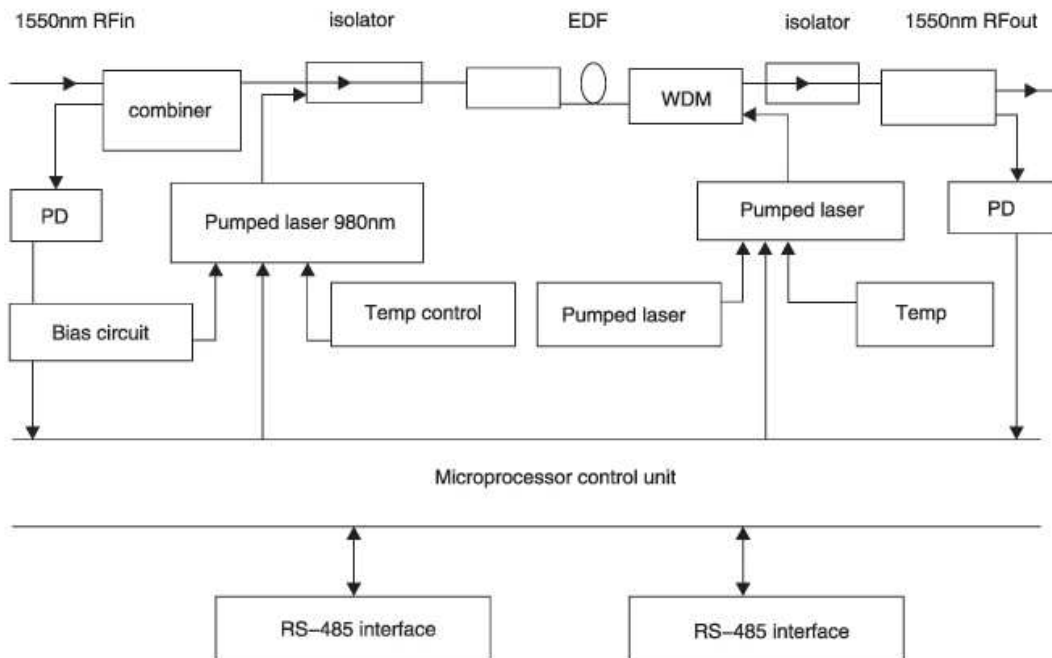 1550nm RFin
isolator
EDF
isolator
1550nm RFout
combiner
WDM
PD
Pumped laser 980nm
Pumped laser
PD
Bias circuit
Temp control
Pumped laser
Temp
Microprocessor control unit
RS–485 interface
RS–485 interface